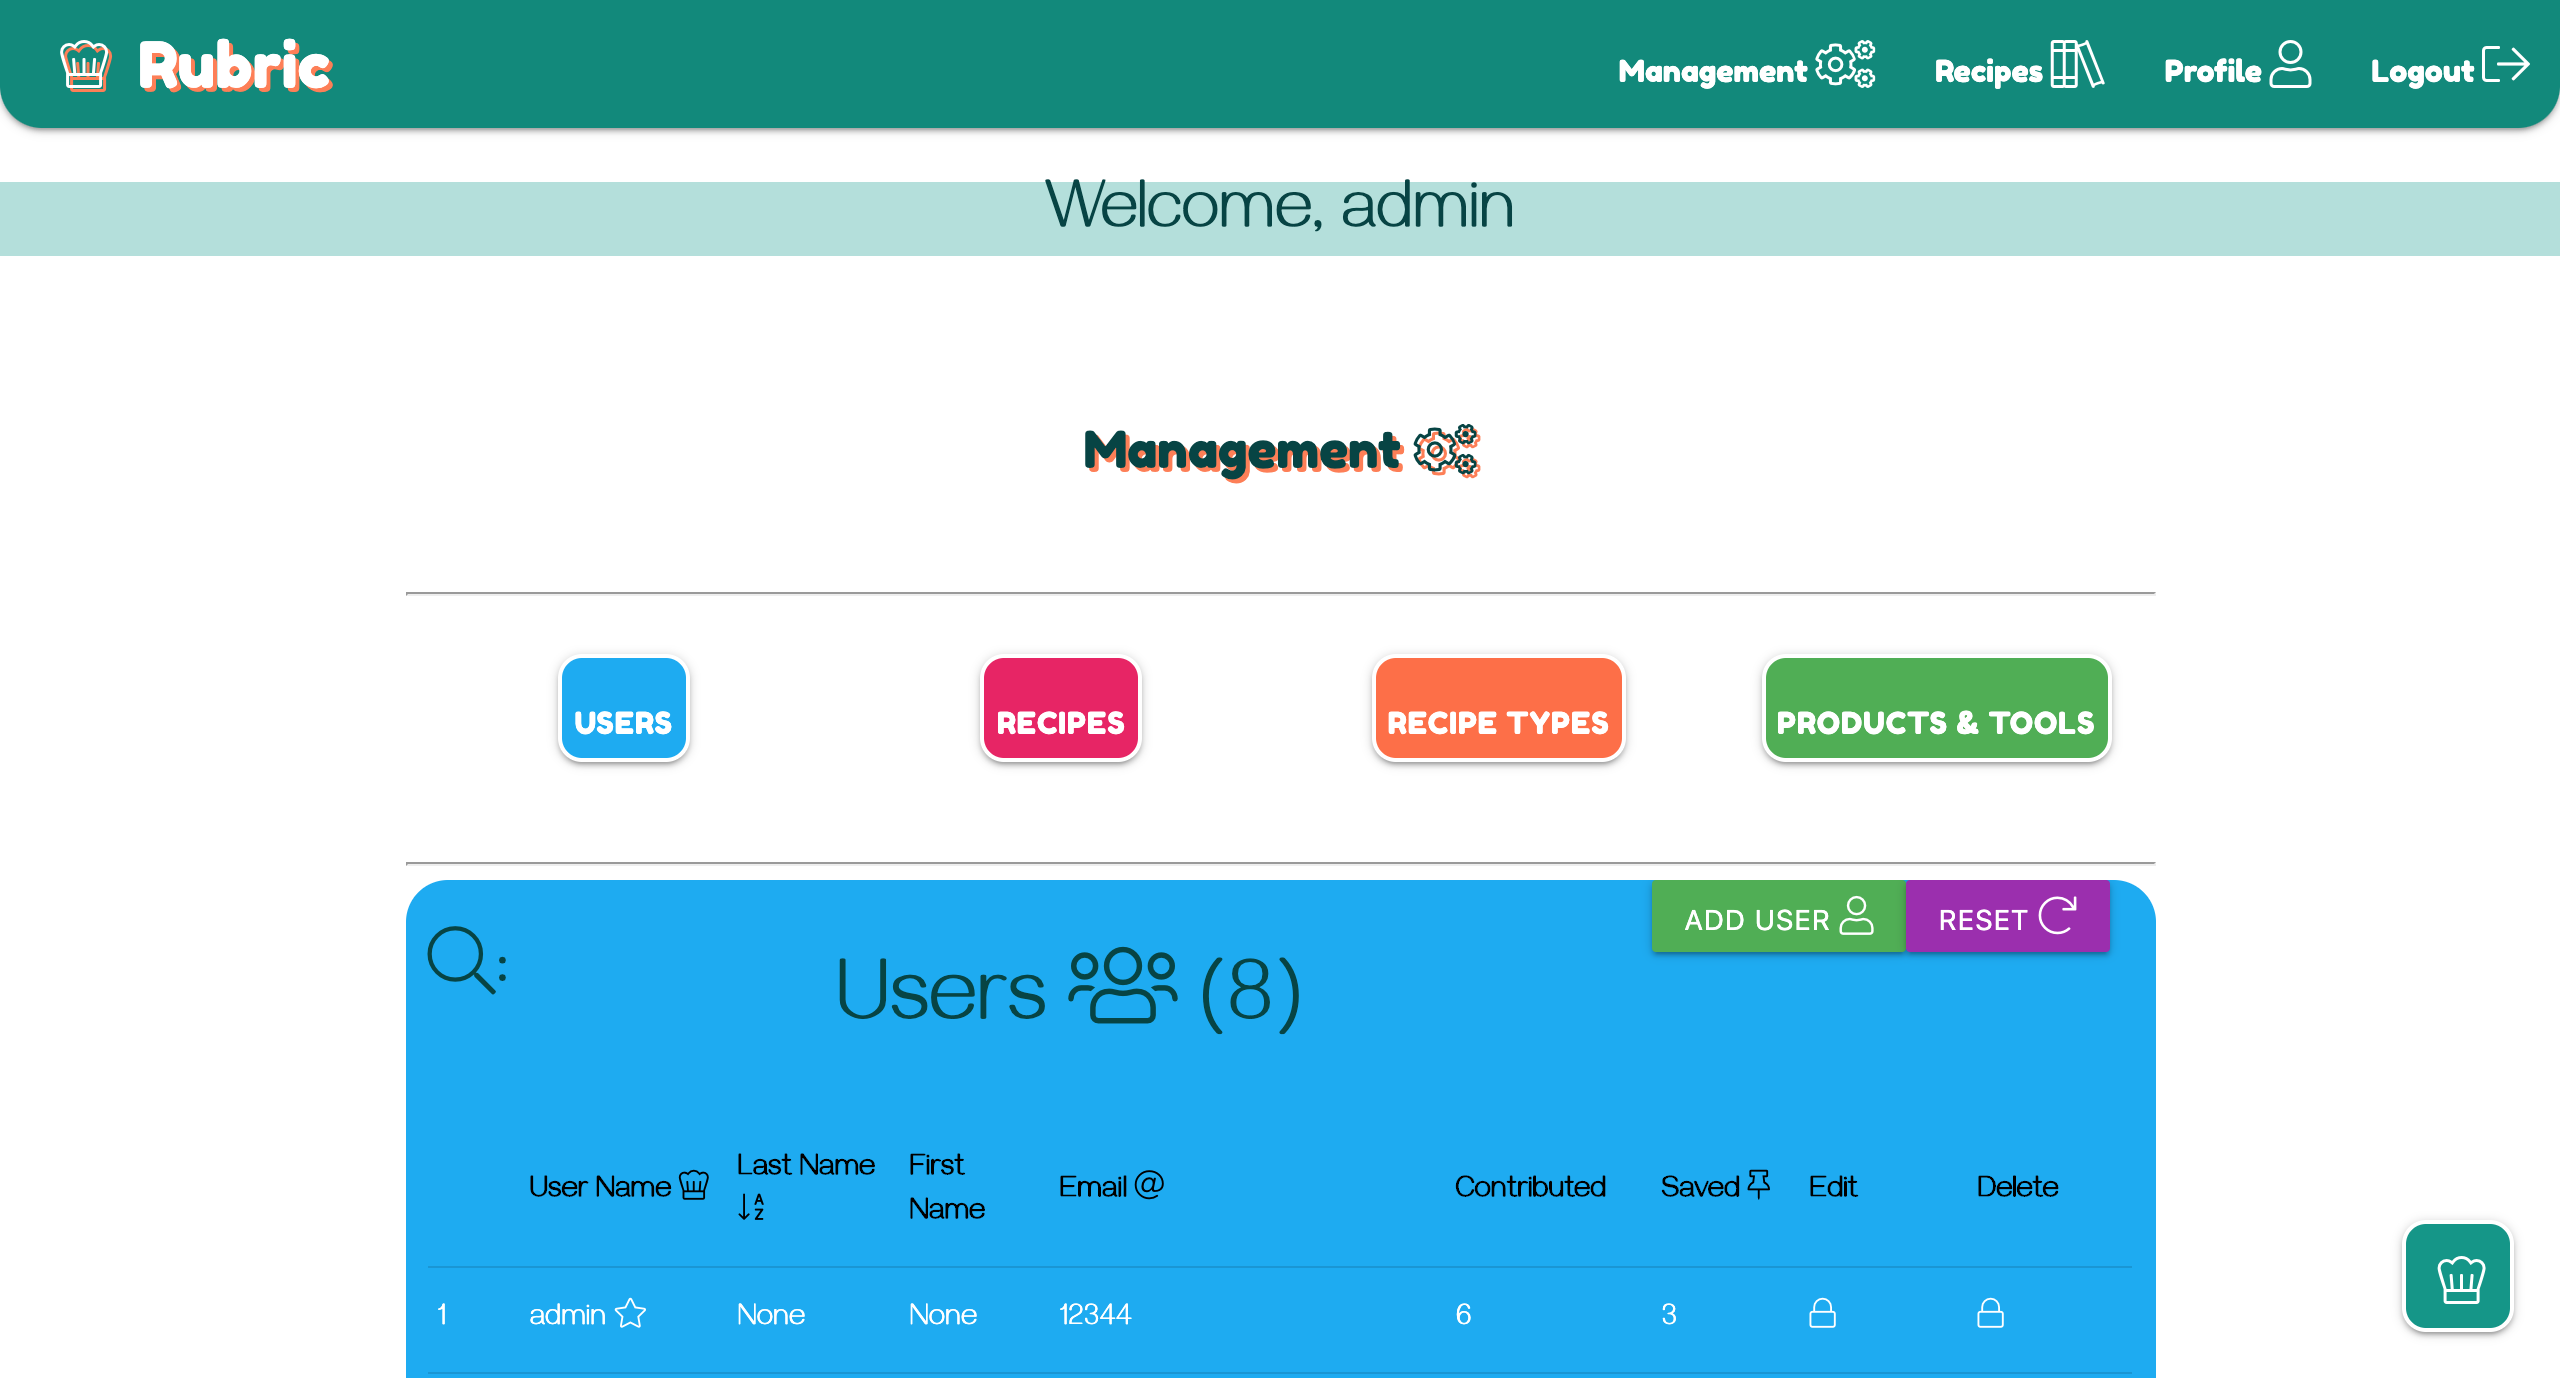 Rubric
Management Recipes Profile Logout
Welcome, admin
Management
USERS RECIPES RECIPE TYPES PRODUCTS & TOOLS
ADD USER RESET
:
Users (8)
User Name Last Name First Name Email @ Contributed Saved Edit Delete
1 admin None None 12344 6 3